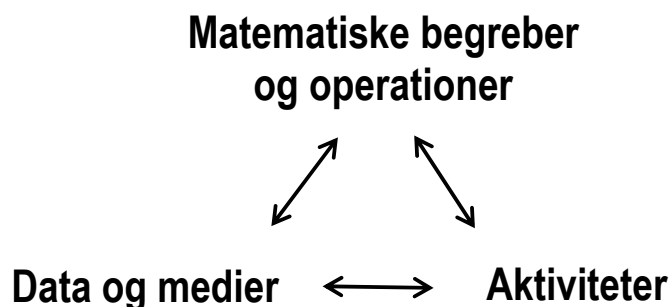 Matematiske begreber
og operationer
Data og medier
Aktiviteter